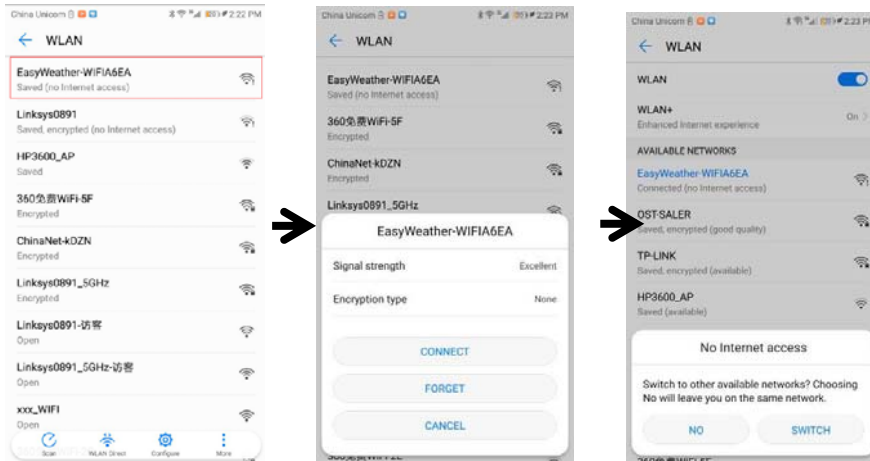 China Unicom
2:22 PM
WLAN
EasyWeather-WIFIA6EA
Saved (no Internet access)
Linksys0891
Saved, encrypted (no Internet access)
HP3600_AP
Saved
360免费WiFi-5F
Encrypted
ChinaNet-kDZN
Encrypted
Linksys0891_5GHz
Encrypted
Linksys0891-访客
Open
Linksys0891_5GHz-访客
Open
xxx_WIFI
Open
Scan
WLAN Direct
Configure
More
China Unicom
2:23 PM
WLAN
EasyWeather-WIFIA6EA
Saved (no Internet access)
360免费WiFi-5F
Encrypted
ChinaNet-kDZN
Encrypted
Linksys0891_5GHz
EasyWeather-WIFIA6EA
Signal strength Excellent
Encryption type None
CONNECT
FORGET
CANCEL
China Unicom
2:23 PM
WLAN
WLAN
WLAN+
Enhanced Internet experience
On
AVAILABLE NETWORKS
EasyWeather-WIFIA6EA
Connected (no Internet access)
OST-SALER
Saved, encrypted (good quality)
TP-LINK
Saved, encrypted (available)
HP3600_AP
Saved (available)
No Internet access
Switch to other available networks? Choosing
No will leave you on the same network.
NO SWITCH